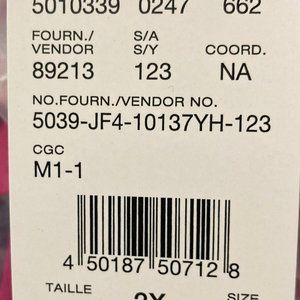 5010339 0247 662
FOURN./ S/A
VENDOR S/Y COORD.
89213 123 NA
NO.FOURN./VENDOR NO.
5039-JF4-10137YH-123
CGC
M1-1
4 50187 50712 8
TAILLE 2X SIZE